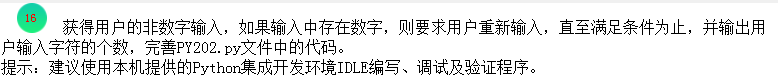 16 获得用户的非数字输入，如果输入中存在数字，则要求用户重新输入，直至满足条件为止，并输出用
户输入字符的个数，完善PY202.py文件中的代码。
提示：建议使用本机提供的Python集成开发环境IDLE编写、调试及验证程序。